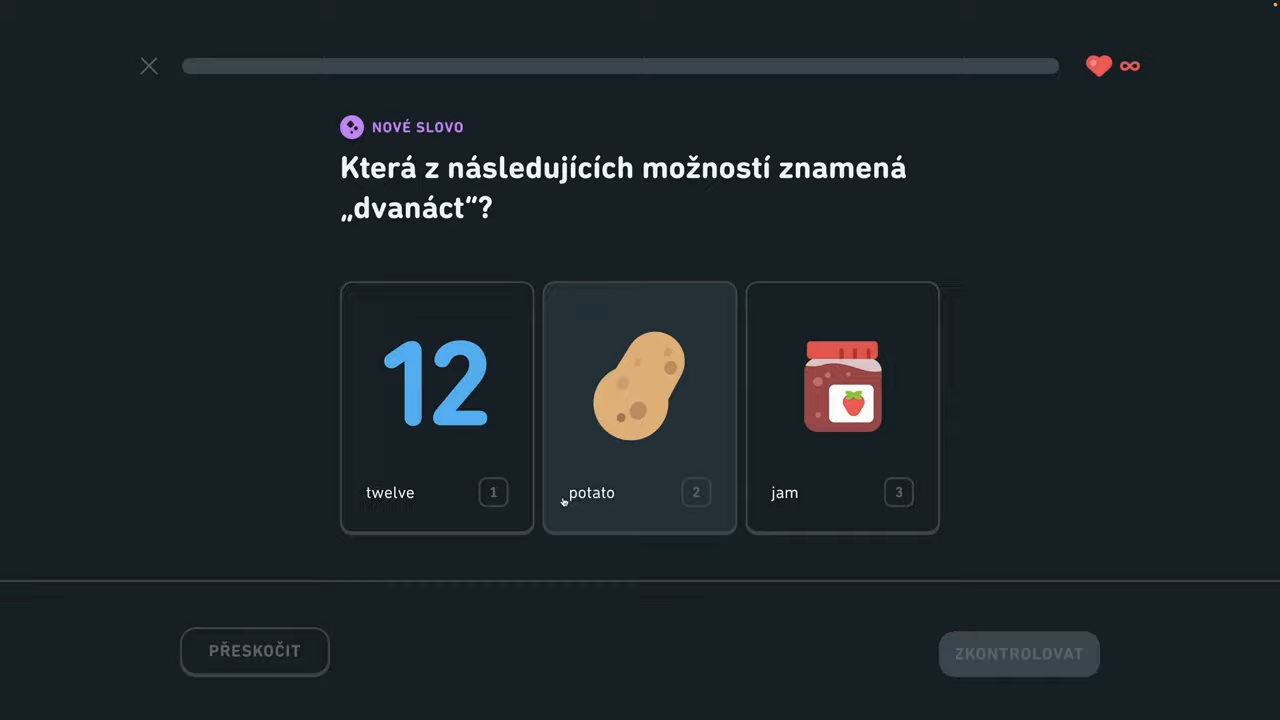 NOVÉ SLOVO
Která z následujících možností znamená
„dvanáct“?
12
twelve 1
potato 2
jam 3
PŘESKOČIT
ZKONTROLOVAT